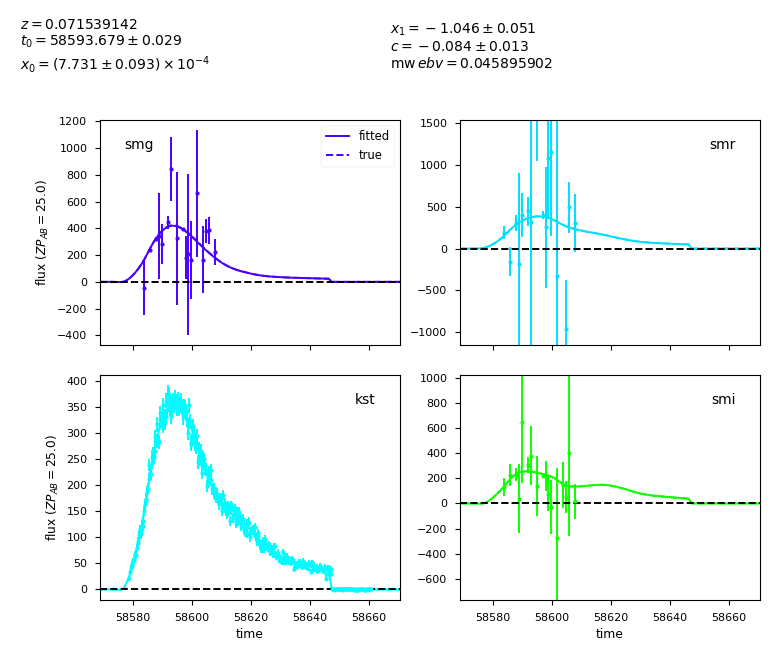 z = 0.071539142
t₀ = 58593.679 ± 0.029
x₀ = (7.731 ± 0.093) × 10⁻⁴
x₁ = −1.046 ± 0.051
c = −0.084 ± 0.013
mw ebv = 0.045895902
smg
fitted
true
flux (ZP_AB = 25.0)
1200
1000
800
600
400
200
0
−200
−400
smr
1500
1000
500
0
−500
−1000
kst
flux (ZP_AB = 25.0)
400
350
300
250
200
150
100
50
0
58580 58600 58620 58640 58660
time
smi
1000
800
600
400
200
0
−200
−400
−600
58580 58600 58620 58640 58660
time